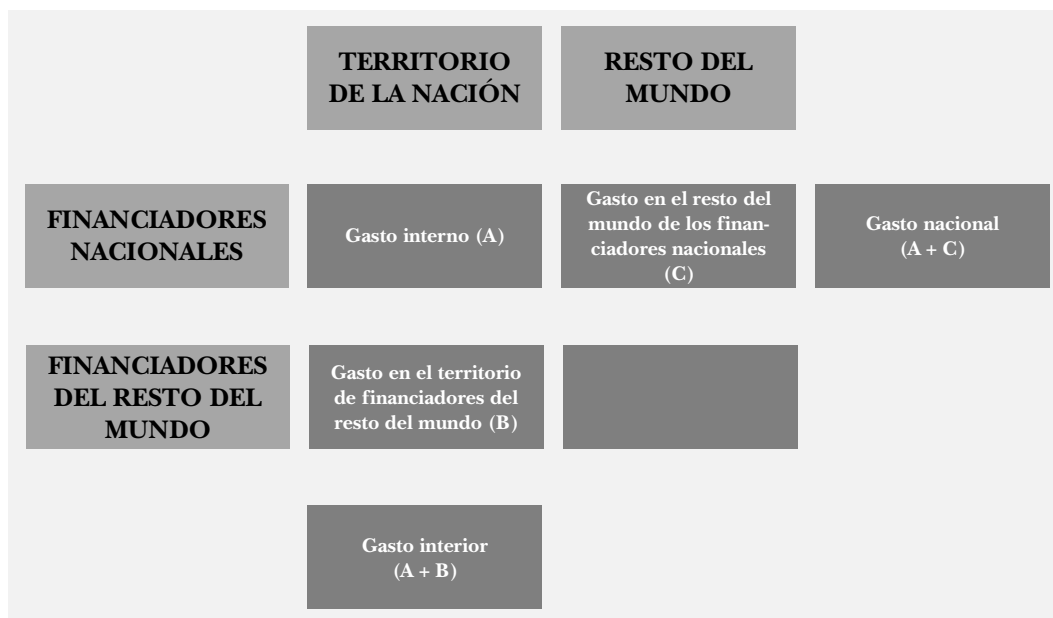 TERRITORIO
DE LA NACIÓN
RESTO DEL
MUNDO
FINANCIADORES
NACIONALES
Gasto interno (A)
Gasto en el resto del
mundo de los finan-
ciadores nacionales
(C)
Gasto nacional
(A + C)
FINANCIADORES
DEL RESTO DEL
MUNDO
Gasto en el territorio
de financiadores del
resto del mundo (B)
Gasto interior
(A + B)